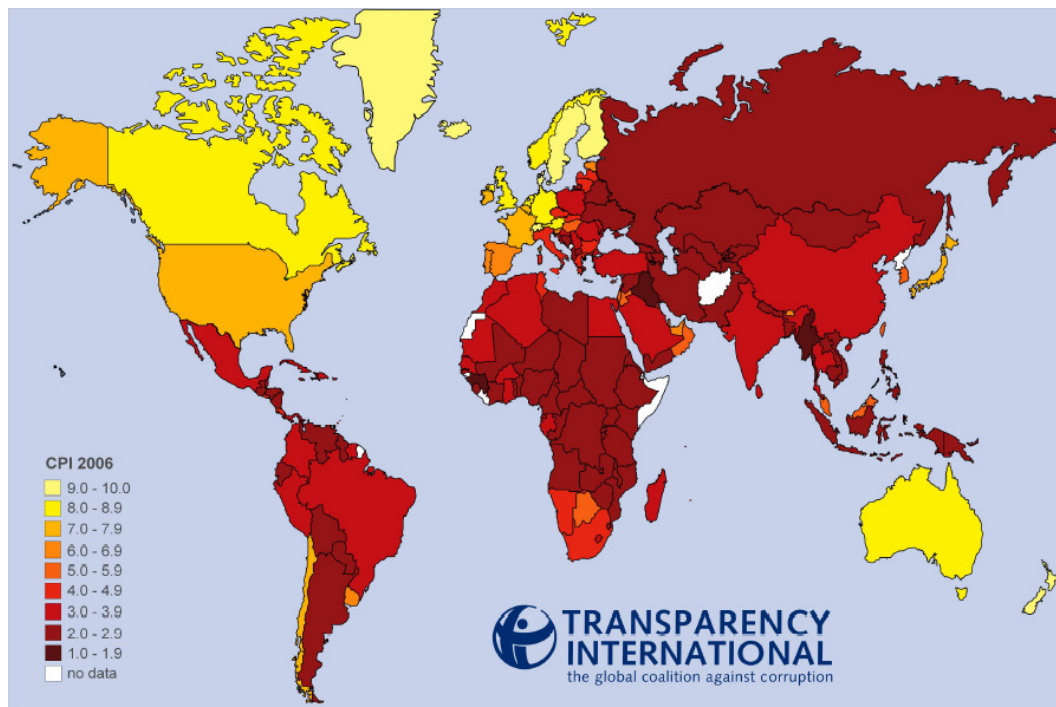 CPI 2006
9.0 - 10.0
8.0 - 8.9
7.0 - 7.9
6.0 - 6.9
5.0 - 5.9
4.0 - 4.9
3.0 - 3.9
2.0 - 2.9
1.0 - 1.9
no data
TRANSPARENCY
INTERNATIONAL
the global coalition against corruption